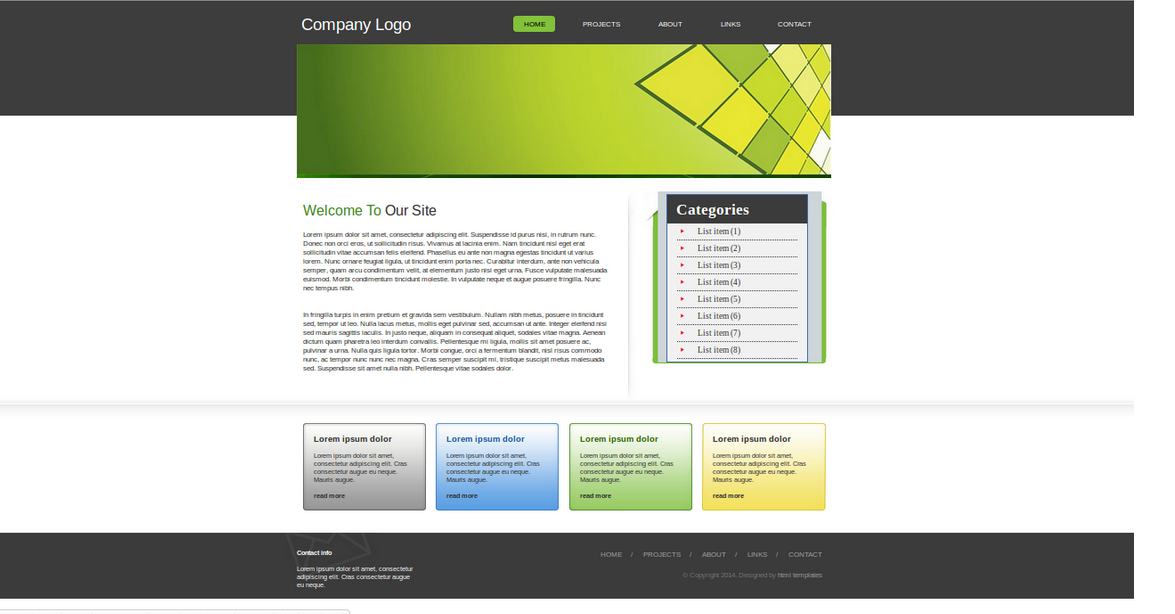 Company Logo
HOME PROJECTS ABOUT LINKS CONTACT
Welcome To Our Site
Lorem ipsum dolor sit amet, consectetur adipiscing elit. Suspendisse id purus nisi, in rutrum nunc.
Donec non orci eros, ut sollicitudin risus. Vivamus at lacinia enim. Nam tincidunt nisl eget erat
sollicitudin vitae accumsan felis eleifend. Phasellus eu ante non magna egestas tincidunt ut varius
lorem. Nunc ornare feugiat ligula, ut tincidunt enim porta nec. Curabitur interdum, ante non vehicula
semper, quam arcu condimentum velit, at elementum justo nisi eget urna. Fusce vulputate malesuada
euismod. Morbi condimentum tincidunt molestie. In vulputate neque et augue posuere fringilla. Nunc
nec tempus nibh.
In fringilla turpis in enim pretium et gravida sem vestibulum. Nullam nibh metus, posuere in tincidunt
sed, tempor ut leo. Nulla lacus metus, mollis eget pulvinar sed, accumsan ut ante. Integer eleifend nisi
sed mauris sagittis iaculis. In justo neque, aliquam in consequat aliquet, sodales vitae magna. Aenean
dictum quam pharetra leo interdum convallis. Pellentesque mi ligula, mollis sit amet posuere ac,
pulvinar a urna. Nulla quis ligula tortor. Morbi congue, orci a fermentum blandit, nisl risus commodo
nunc, ac tempor nunc nunc nec magna. Cras semper suscipit mi, tristique suscipit metus malesuada
sed. Suspendisse sit amet nulla nibh. Pellentesque vitae sodales dolor.
Categories
List item (1)
List item (2)
List item (3)
List item (4)
List item (5)
List item (6)
List item (7)
List item (8)
Lorem ipsum dolor
Lorem ipsum dolor sit amet,
consectetur adipiscing elit. Cras
consectetur augue eu neque.
Mauris augue.
read more
Lorem ipsum dolor
Lorem ipsum dolor sit amet,
consectetur adipiscing elit. Cras
consectetur augue eu neque.
Mauris augue.
read more
Lorem ipsum dolor
Lorem ipsum dolor sit amet,
consectetur adipiscing elit. Cras
consectetur augue eu neque.
Mauris augue.
read more
Lorem ipsum dolor
Lorem ipsum dolor sit amet,
consectetur adipiscing elit. Cras
consectetur augue eu neque.
Mauris augue.
read more
Contact info
Lorem ipsum dolor sit amet, consectetur
adipiscing elit. Cras consectetur augue
eu neque.
HOME / PROJECTS / ABOUT / LINKS / CONTACT
© Copyright 2014. Designed by html templates